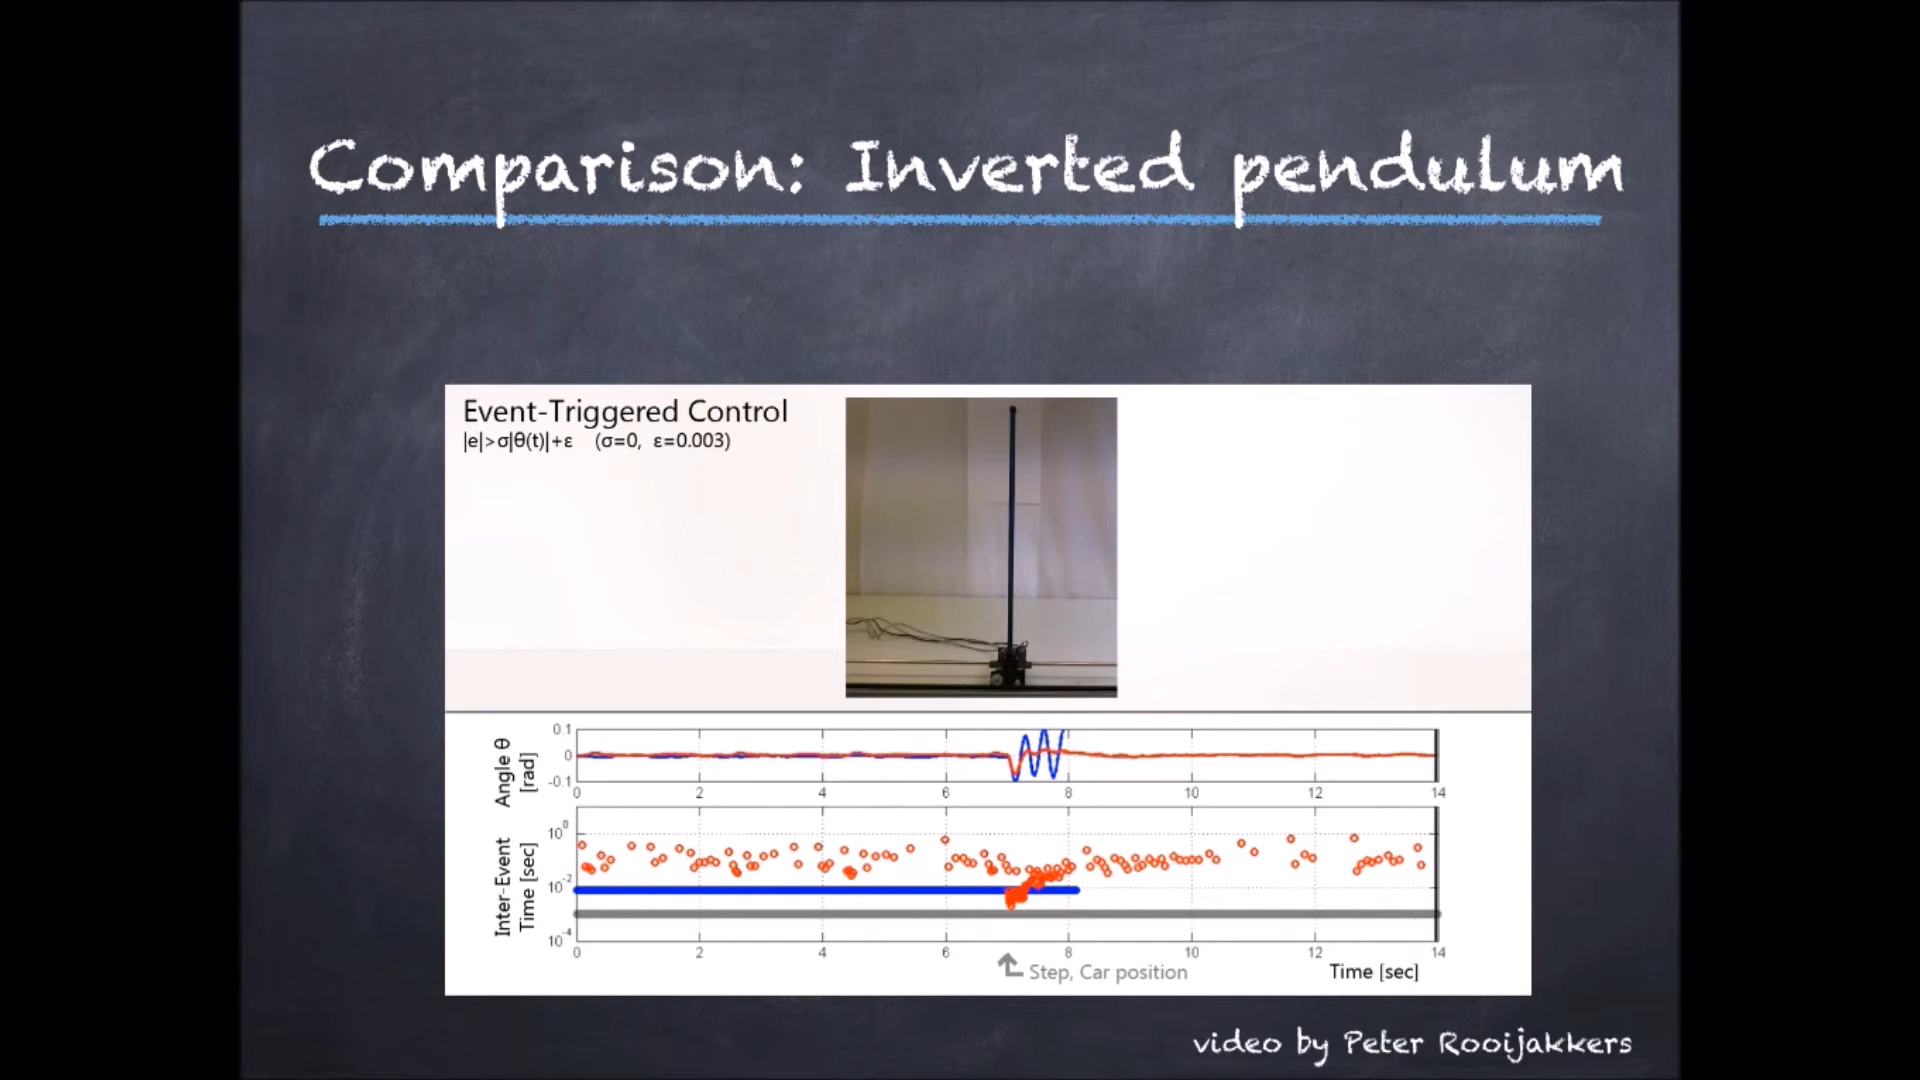 Comparison: Inverted pendulum
Event-Triggered Control
|e|>σ|θ(t)|+ε (σ=0, ε=0.003)
Angle θ
[rad]
0.1
0
-0.1
0 2 4 6 8 10 12 14
Inter-Event
Time [sec]
10^0
10^-2
10^-4
0 2 4 6 8 10 12 14
Step, Car position
Time [sec]
video by Peter Rooijakkers